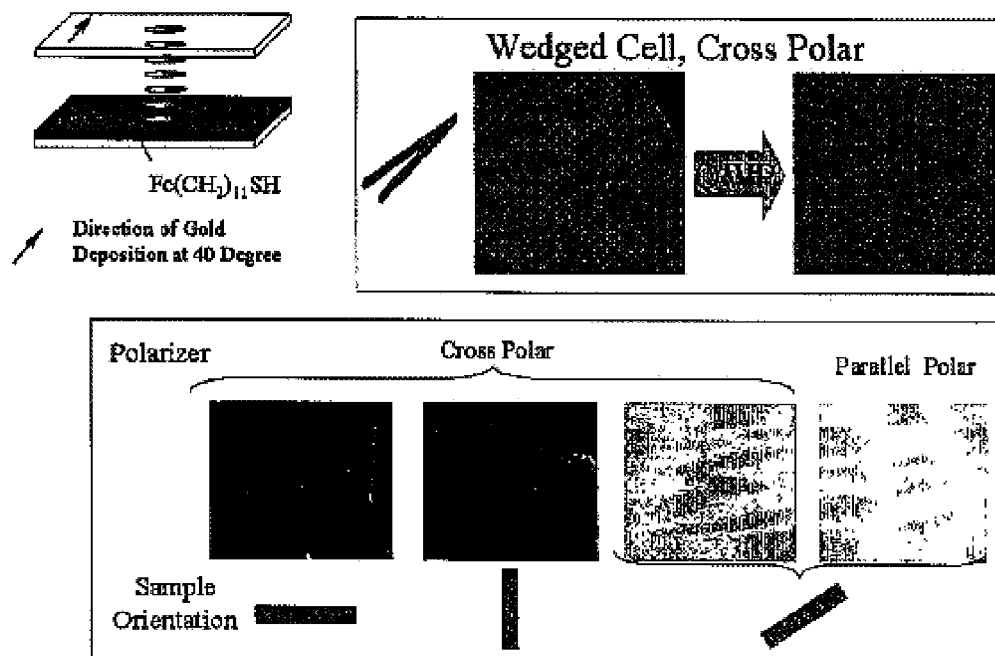 Wedged Cell, Cross Polar
Fc(CH₂)₁₁SH
Direction of Gold
Deposition at 40 Degree
Polarizer
Cross Polar
Parallel Polar
Sample
Orientation